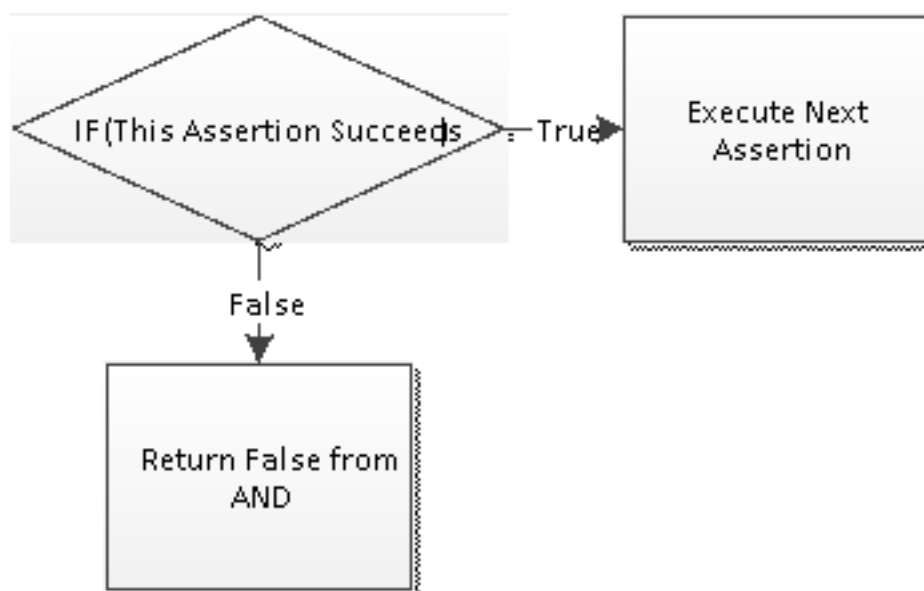 IF(This Assertion Succeeds)
True
Execute Next
Assertion
False
Return False from
AND